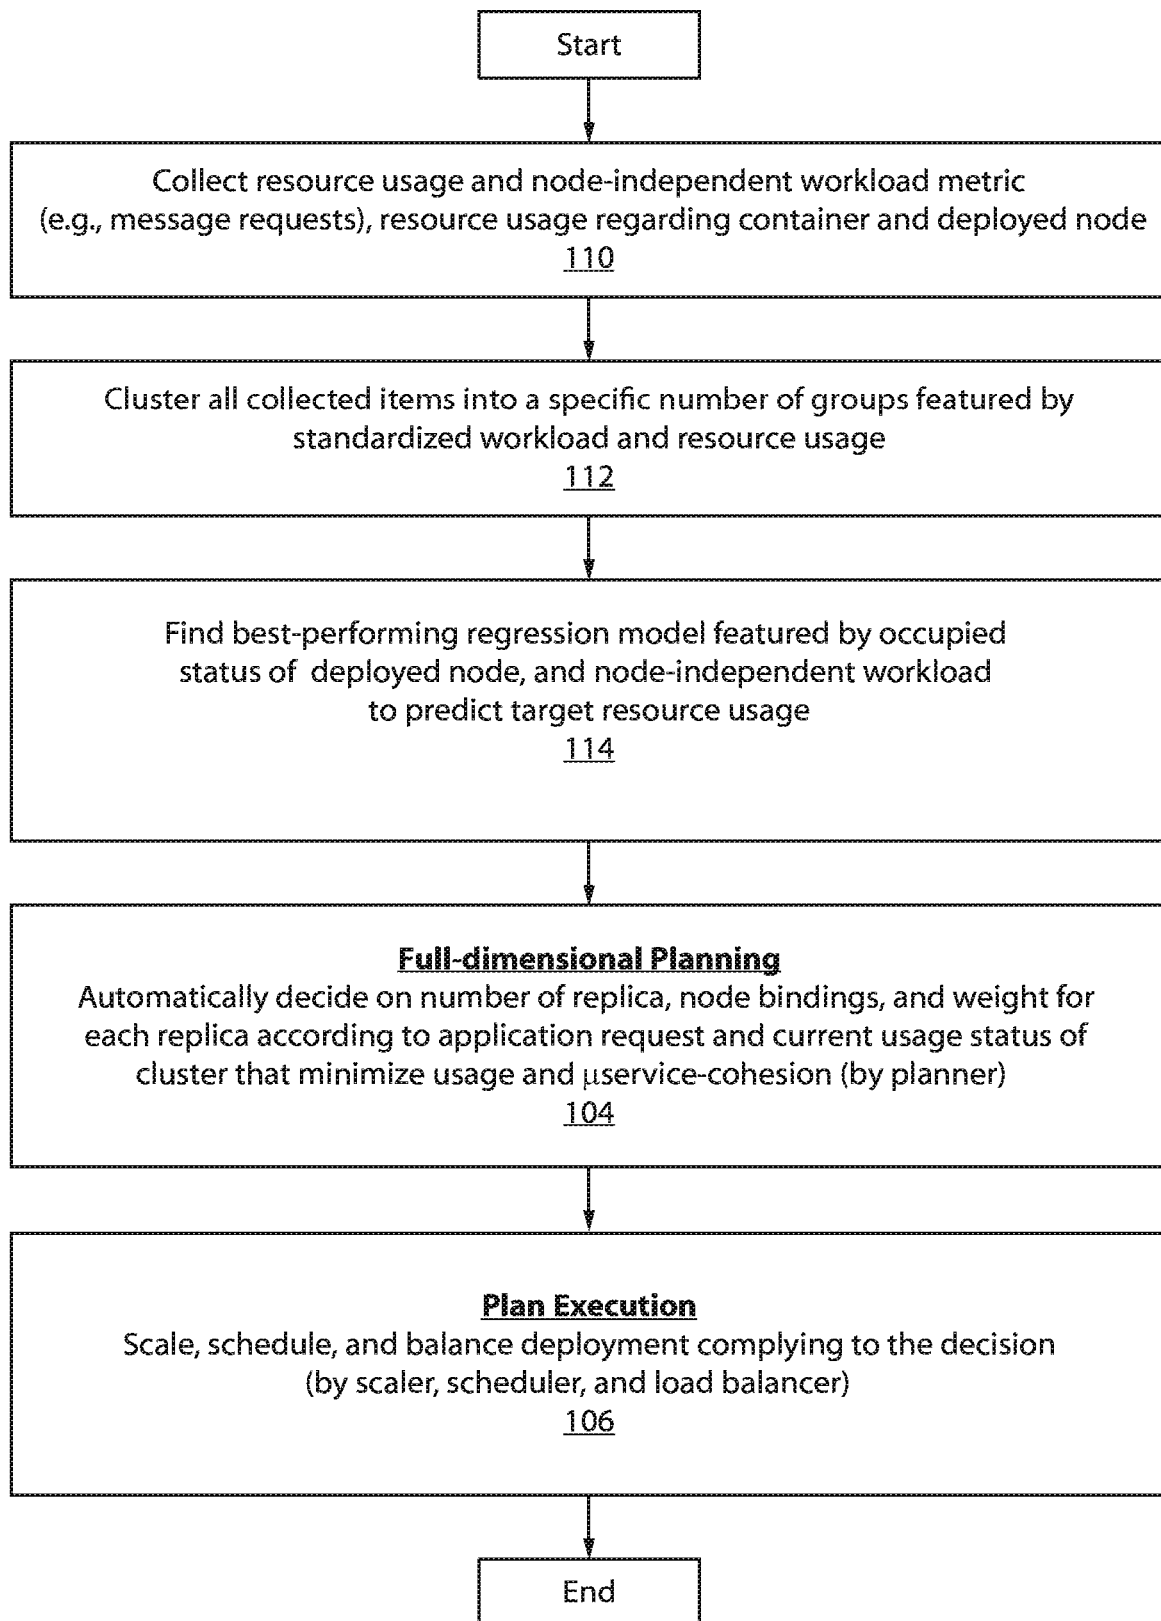 Start
Collect resource usage and node-independent workload metric
(e.g., message requests), resource usage regarding container and deployed node
110
Cluster all collected items into a specific number of groups featured by
standardized workload and resource usage
112
Find best-performing regression model featured by occupied
status of deployed node, and node-independent workload
to predict target resource usage
114
Full-dimensional Planning
Automatically decide on number of replica, node bindings, and weight for
each replica according to application request and current usage status of
cluster that minimize usage and μservice-cohesion (by planner)
104
Plan Execution
Scale, schedule, and balance deployment complying to the decision
(by scaler, scheduler, and load balancer)
106
End